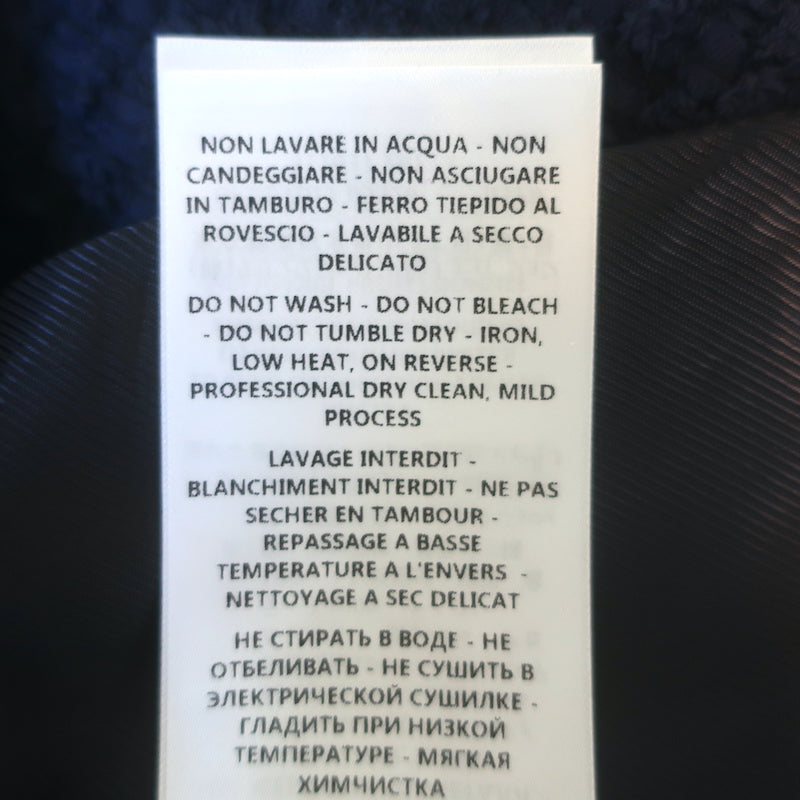 NON LAVARE IN ACQUA - NON
CANDEGGIARE - NON ASCIUGARE
IN TAMBURO - FERRO TIEPIDO AL
ROVESCIO - LAVABILE A SECCO
DELICATO
DO NOT WASH - DO NOT BLEACH
- DO NOT TUMBLE DRY - IRON,
LOW HEAT, ON REVERSE -
PROFESSIONAL DRY CLEAN, MILD
PROCESS
LAVAGE INTERDIT -
BLANCHIMENT INTERDIT - NE PAS
SECHER EN TAMBOUR -
REPASSAGE A BASSE
TEMPERATURE A L'ENVERS -
NETTOYAGE A SEC DELICAT
НЕ СТИРАТЬ В ВОДЕ - НЕ
ОТБЕЛИВАТЬ - НЕ СУШИТЬ В
ЭЛЕКТРИЧЕСКОЙ СУШИЛКЕ -
ГЛАДИТЬ ПРИ НИЗКОЙ
ТЕМПЕРАТУРЕ - МЯГКАЯ
ХИМЧИСТКА